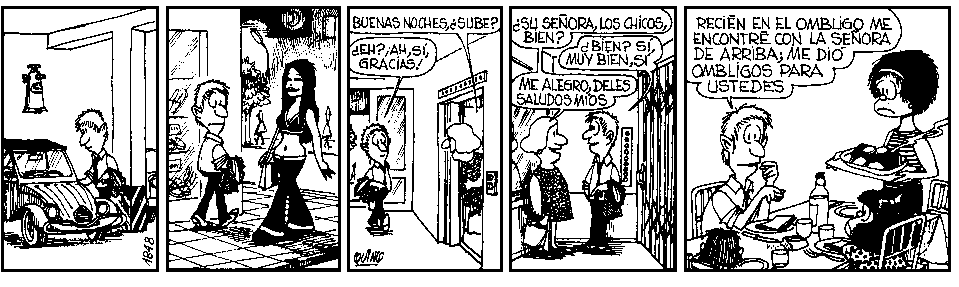 1848
BUENAS NOCHES, ¿SUBE?
¿EH?, AH, SÍ,
GRACIAS!
QUINO
¿SU SEÑORA, LOS CHICOS,
BIEN?
¿BIEN? SÍ,
MUY BIEN, SÍ
ME ALEGRO, DELES
SALUDOS MÍOS
RECIÉN EN EL OMBLIGO ME
ENCONTRÉ CON LA SEÑORA
DE ARRIBA; ME DIO
OMBLIGOS PARA
USTEDES